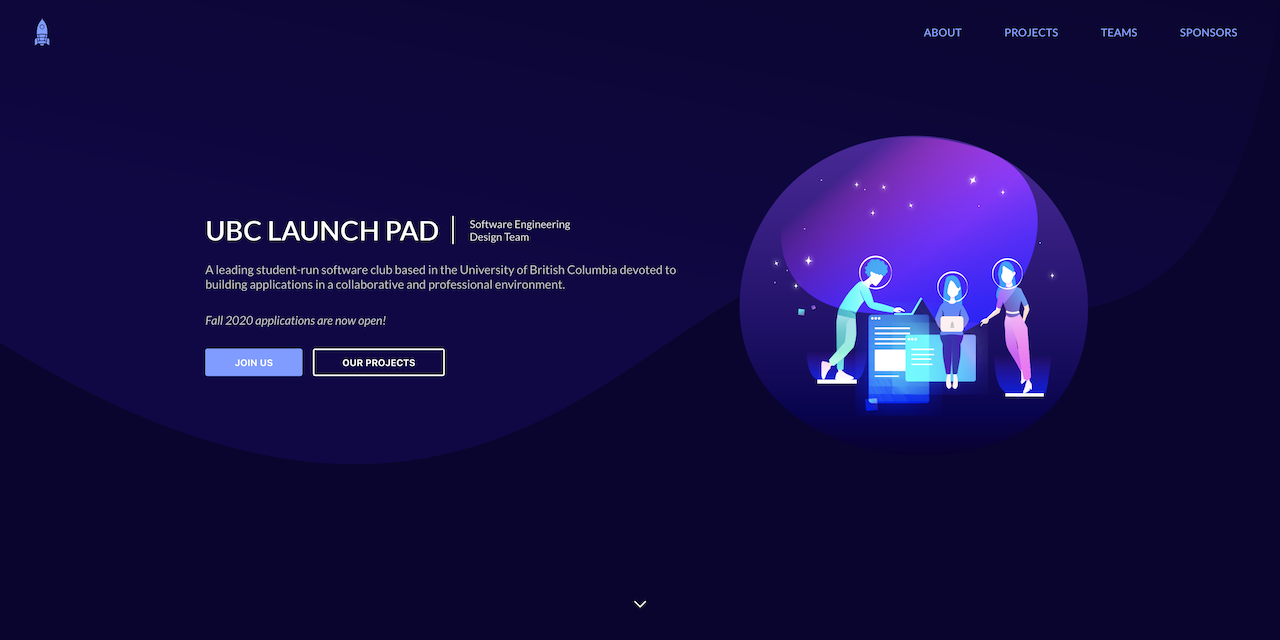 ABOUT PROJECTS TEAMS SPONSORS
UBC LAUNCH PAD
Software Engineering
Design Team
A leading student-run software club based in the University of British Columbia devoted to
building applications in a collaborative and professional environment.
Fall 2020 applications are now open!
JOIN US OUR PROJECTS